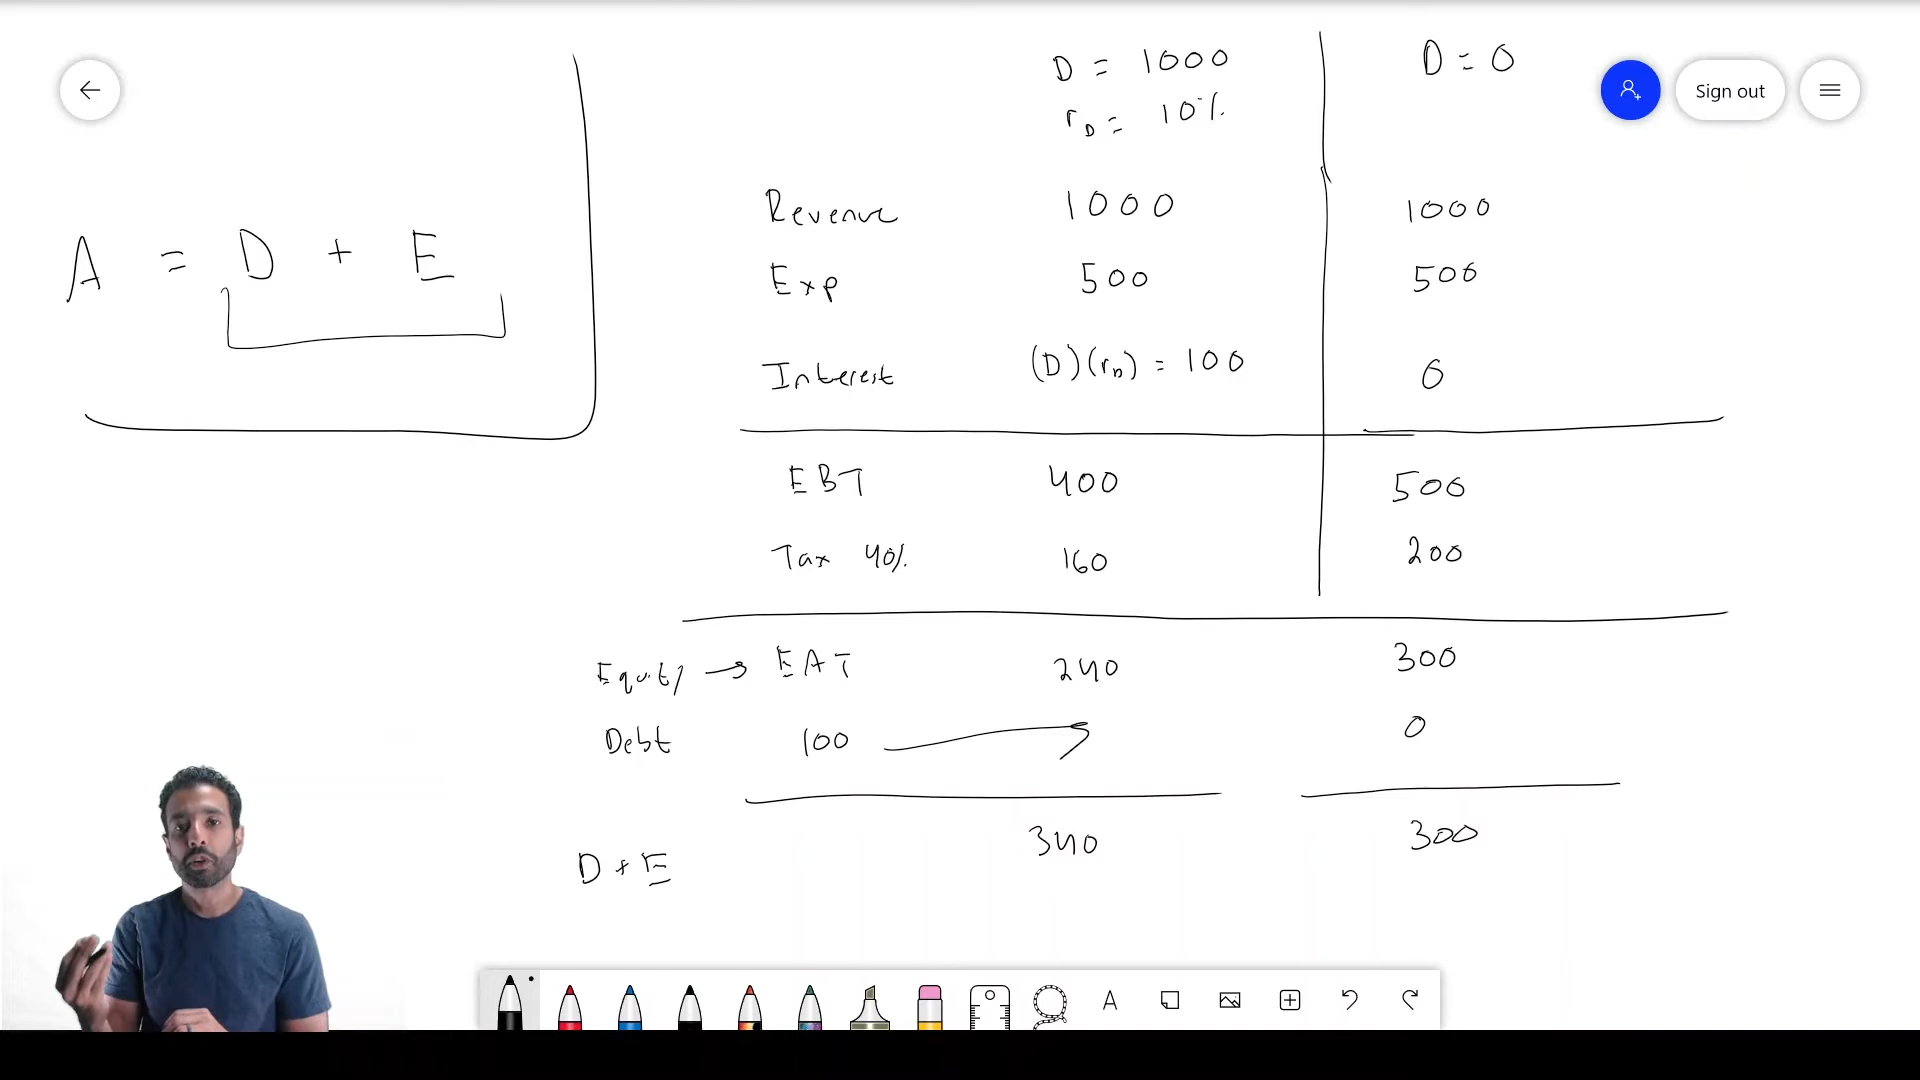 D = 1000
D = 0
Sign out
r_D = 10%
Revenue 1000 1000
A = D + E
Exp 500 500
Interest (D)(r_D) = 100 0
EBT 400 500
Tax 40% 160 200
Equity → EAT 240 300
Debt 100 → 0
340 300
D + E
A